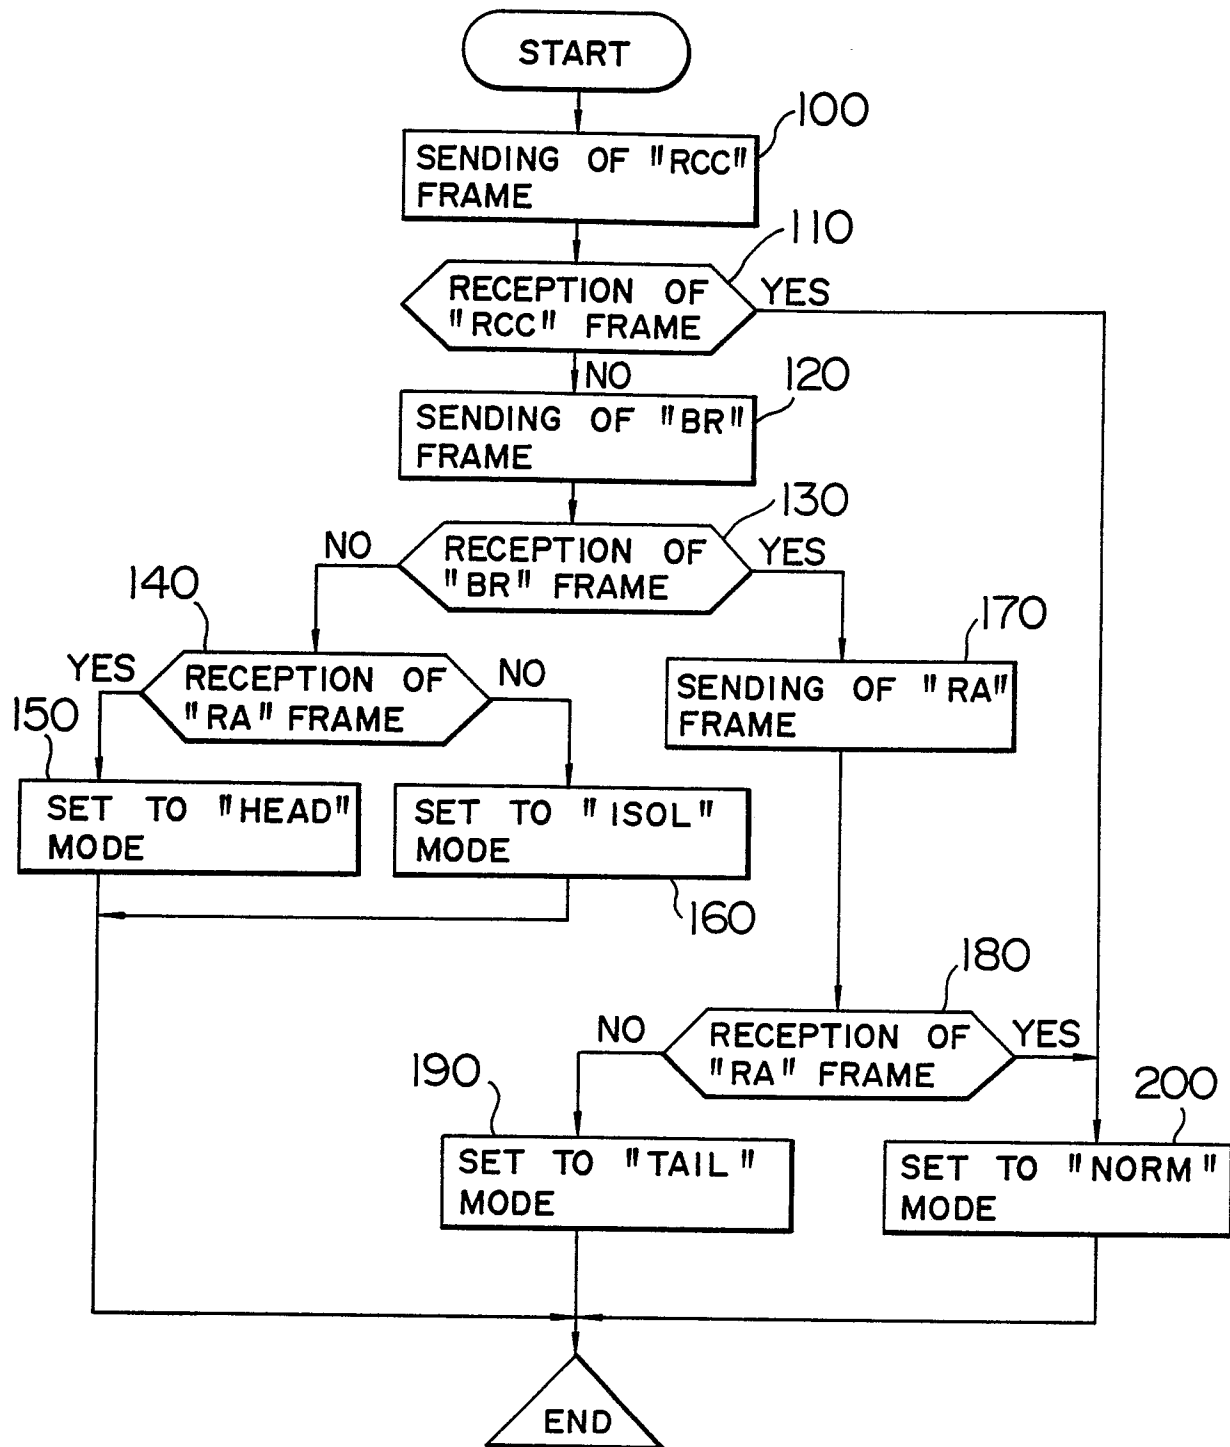 START
100
SENDING OF "RCC"
FRAME
110
RECEPTION OF
"RCC" FRAME
YES
NO
120
SENDING OF "BR"
FRAME
130
NO
RECEPTION OF
"BR" FRAME
YES
140
170
YES
RECEPTION OF
"RA" FRAME
NO
SENDING OF "RA"
FRAME
150
SET TO "HEAD"
MODE
SET TO "ISOL"
MODE
160
180
NO
RECEPTION OF
"RA" FRAME
YES
190
200
SET TO "TAIL"
MODE
SET TO "NORM"
MODE
END